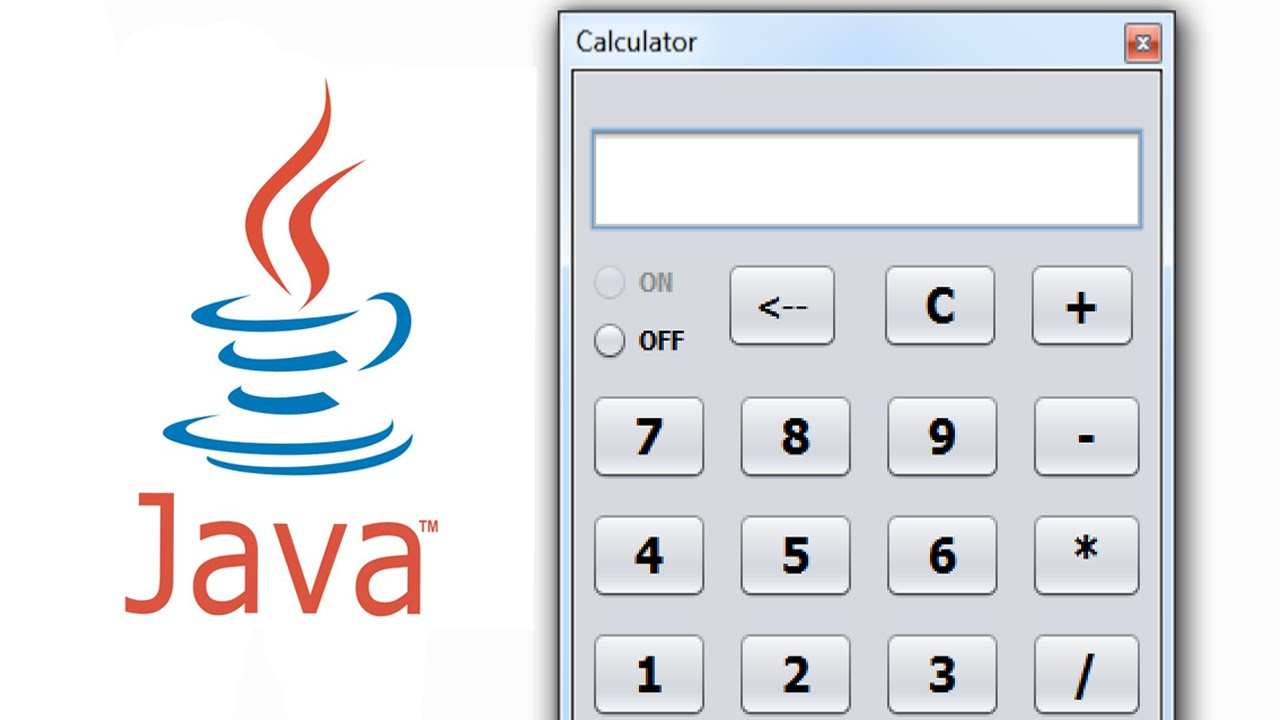 Calculator
ON
<-- C +
OFF
7 8 9 -
4 5 6 *
1 2 3 /
Java™